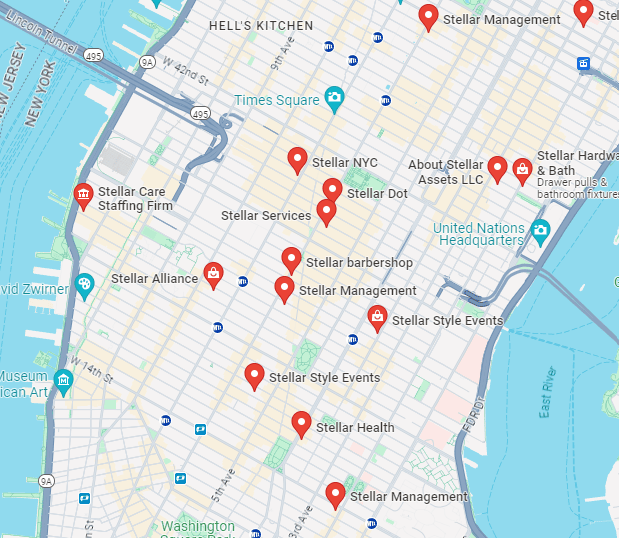 HELL'S KITCHEN
Stellar Management
Lincoln Tunnel
495
9A
W 42nd St
9th Ave
NEW JERSEY
NEW YORK
Times Square
495
Stellar NYC
About Stellar
Assets LLC
Stellar Hardwa
& Bath
Drawer pulls &
bathroom fixtures
Stellar Care
Staffing Firm
Stellar Dot
Stellar Services
United Nations
Headquarters
Stellar barbershop
Stellar Alliance
vid Zwirner
Stellar Management
Stellar Style Events
W 14th St
Museum
ican Art
Stellar Style Events
East River
FDR Dr
Stellar Health
9A
5th Ave
Stellar Management
3rd Ave
Washington